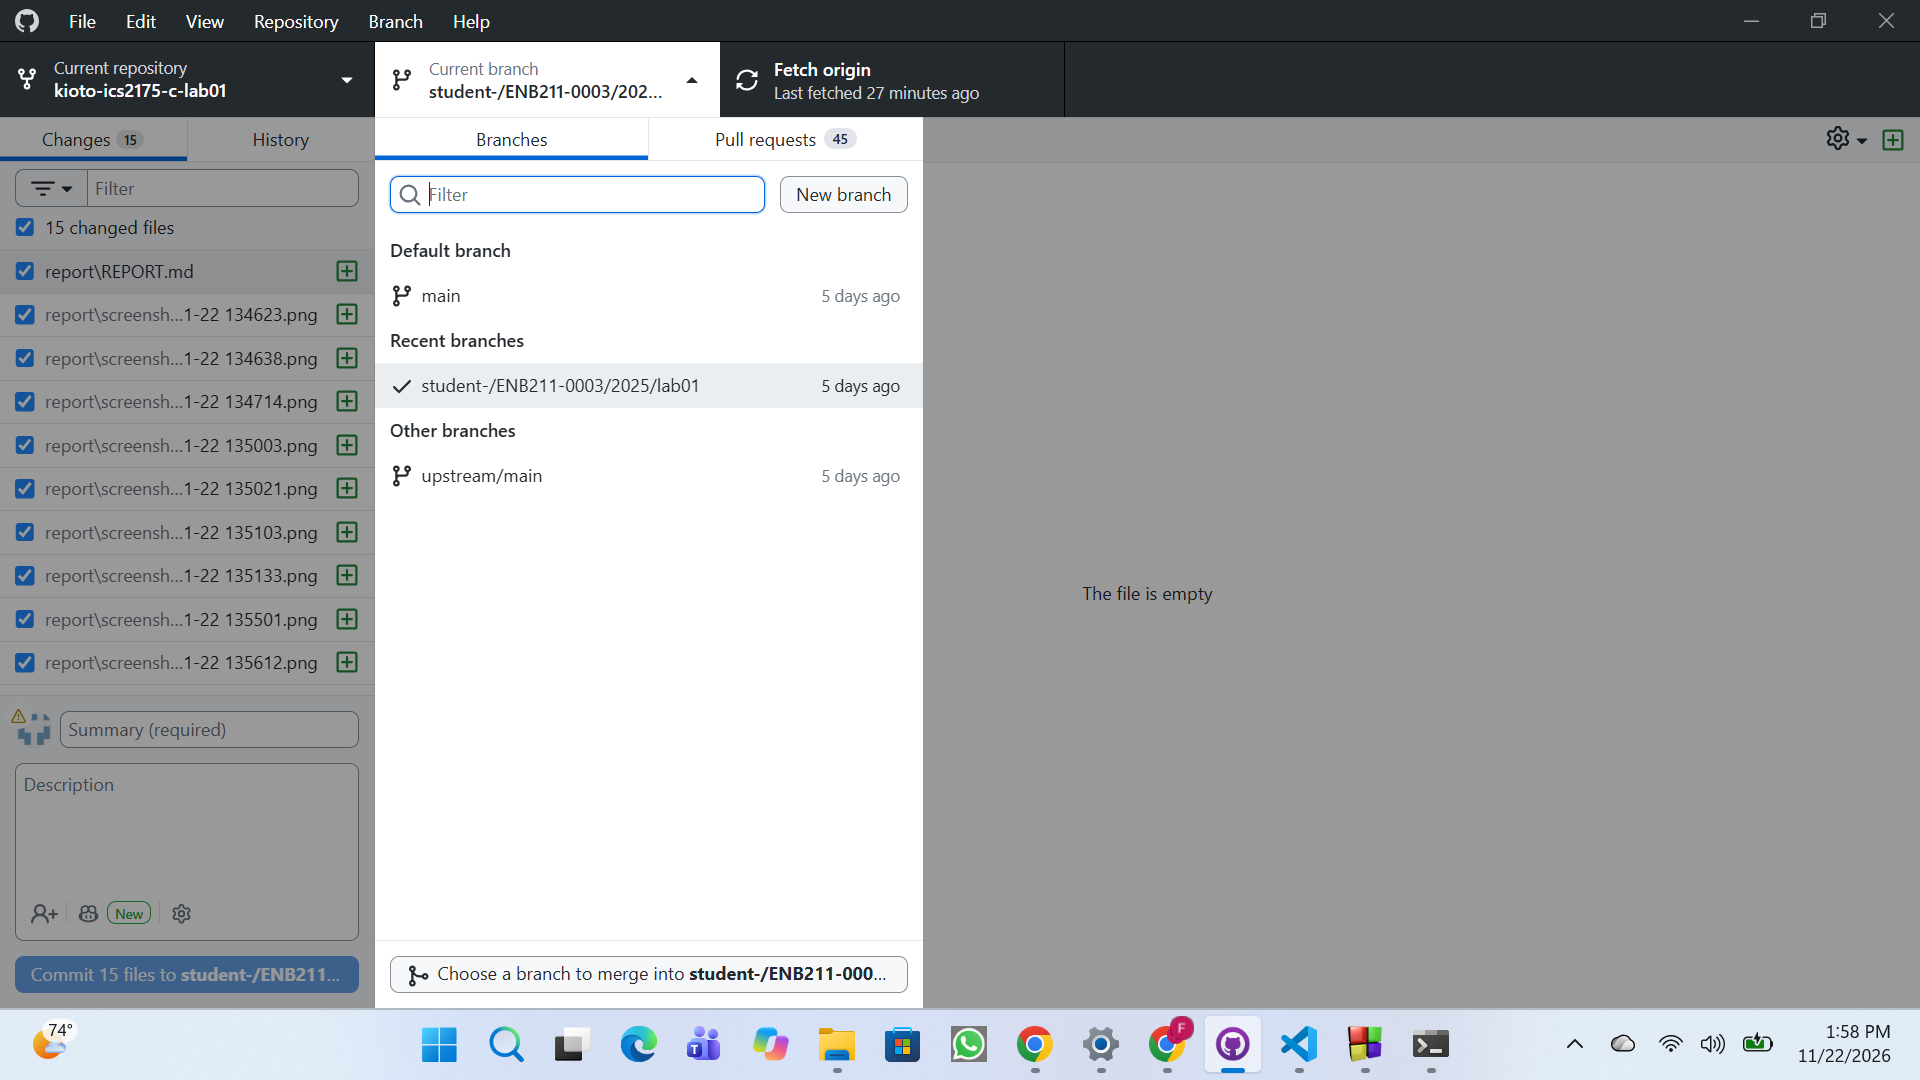 File Edit View Repository Branch Help
Current repository
kioto-ics2175-c-lab01
Current branch
student-/ENB211-0003/202...
Fetch origin
Last fetched 27 minutes ago
Changes 15
History
Filter
15 changed files
report\REPORT.md
report\screensh...1-22 134623.png
report\screensh...1-22 134638.png
report\screensh...1-22 134714.png
report\screensh...1-22 135003.png
report\screensh...1-22 135021.png
report\screensh...1-22 135103.png
report\screensh...1-22 135133.png
report\screensh...1-22 135501.png
report\screensh...1-22 135612.png
Summary (required)
Description
New
Commit 15 files to student-/ENB211...
Branches
Pull requests 45
Filter
New branch
Default branch
main 5 days ago
Recent branches
student-/ENB211-0003/2025/lab01 5 days ago
Other branches
upstream/main 5 days ago
Choose a branch to merge into student-/ENB211-000...
The file is empty
74°
T
F
1:58 PM
11/22/2026